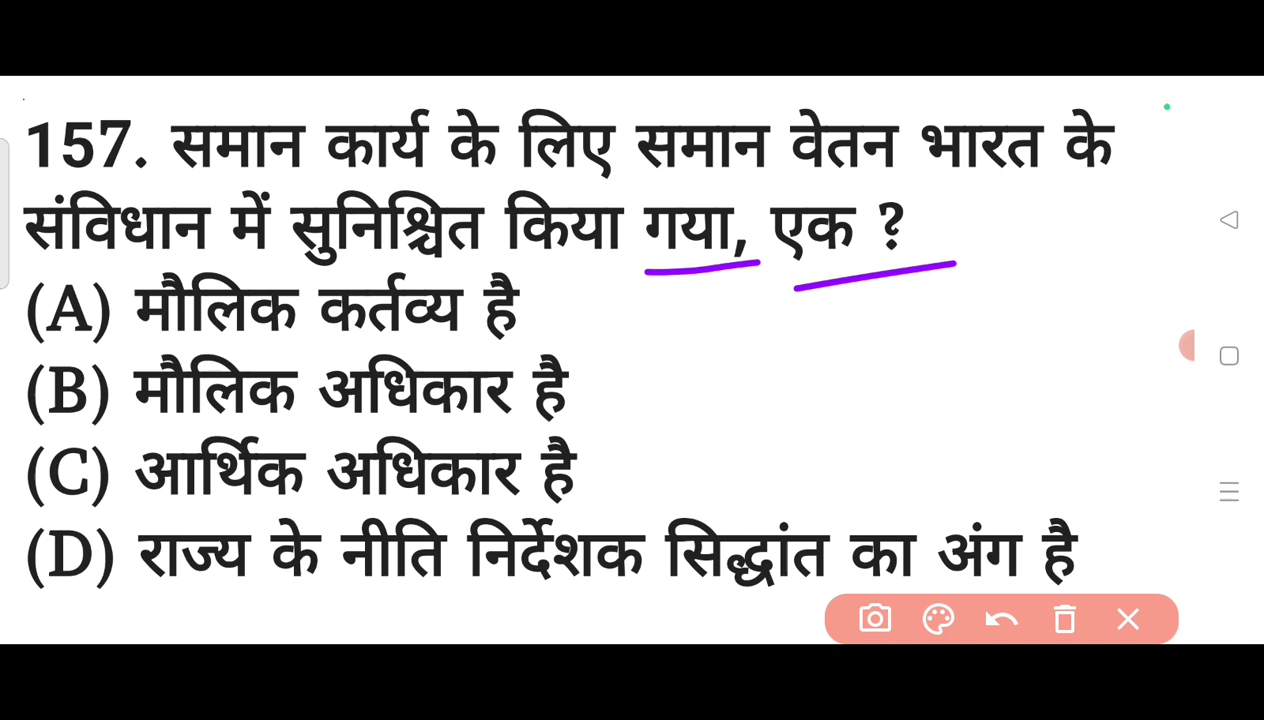 157. समान कार्य के लिए समान वेतन भारत के
संविधान में सुनिश्चित किया गया, एक ?
(A) मौलिक कर्तव्य है
(B) मौलिक अधिकार है
(C) आर्थिक अधिकार है
(D) राज्य के नीति निर्देशक सिद्धांत का अंग है